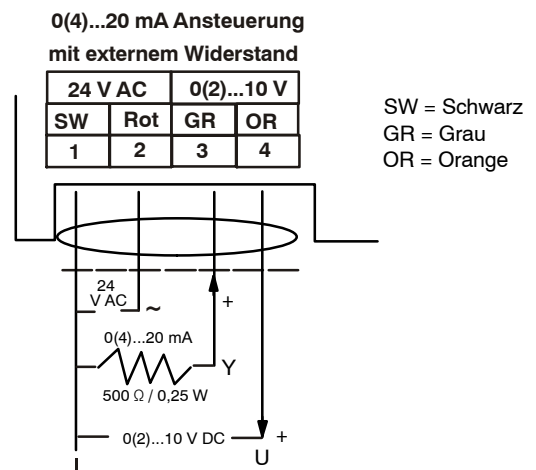 0(4)...20 mA Ansteuerung
mit externem Widerstand
24 V AC 0(2)...10 V
SW Rot GR OR
1 2 3 4
SW = Schwarz
GR = Grau
OR = Orange
24
V AC ~ +
0(4)...20 mA
Y
500 Ω / 0,25 W
0(2)...10 V DC +
U